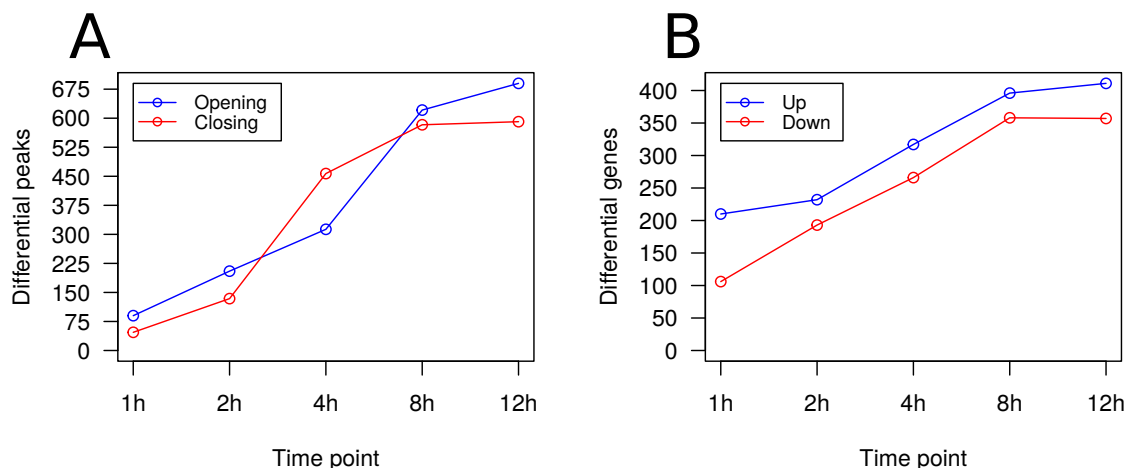 A
Differential peaks
675
600
525
450
375
300
225
150
75
0
Opening
Closing
1h 2h 4h 8h 12h
Time point
B
Differential genes
400
350
300
250
200
150
100
50
0
Up
Down
1h 2h 4h 8h 12h
Time point